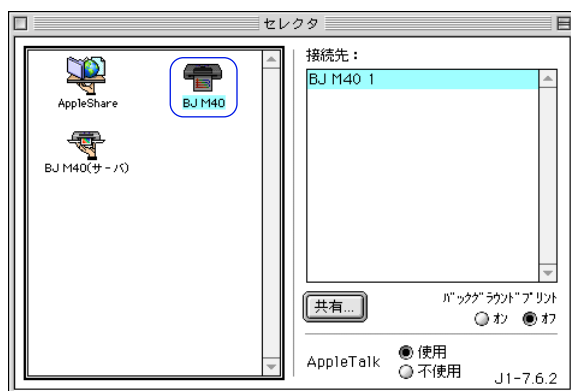 セレクタ
AppleShare
BJ M40
BJ M40(サーバ)
接続先：
BJ M40 1
共有...
バックグラウンドプリント
オン
オフ
AppleTalk
使用
不使用
J1-7.6.2